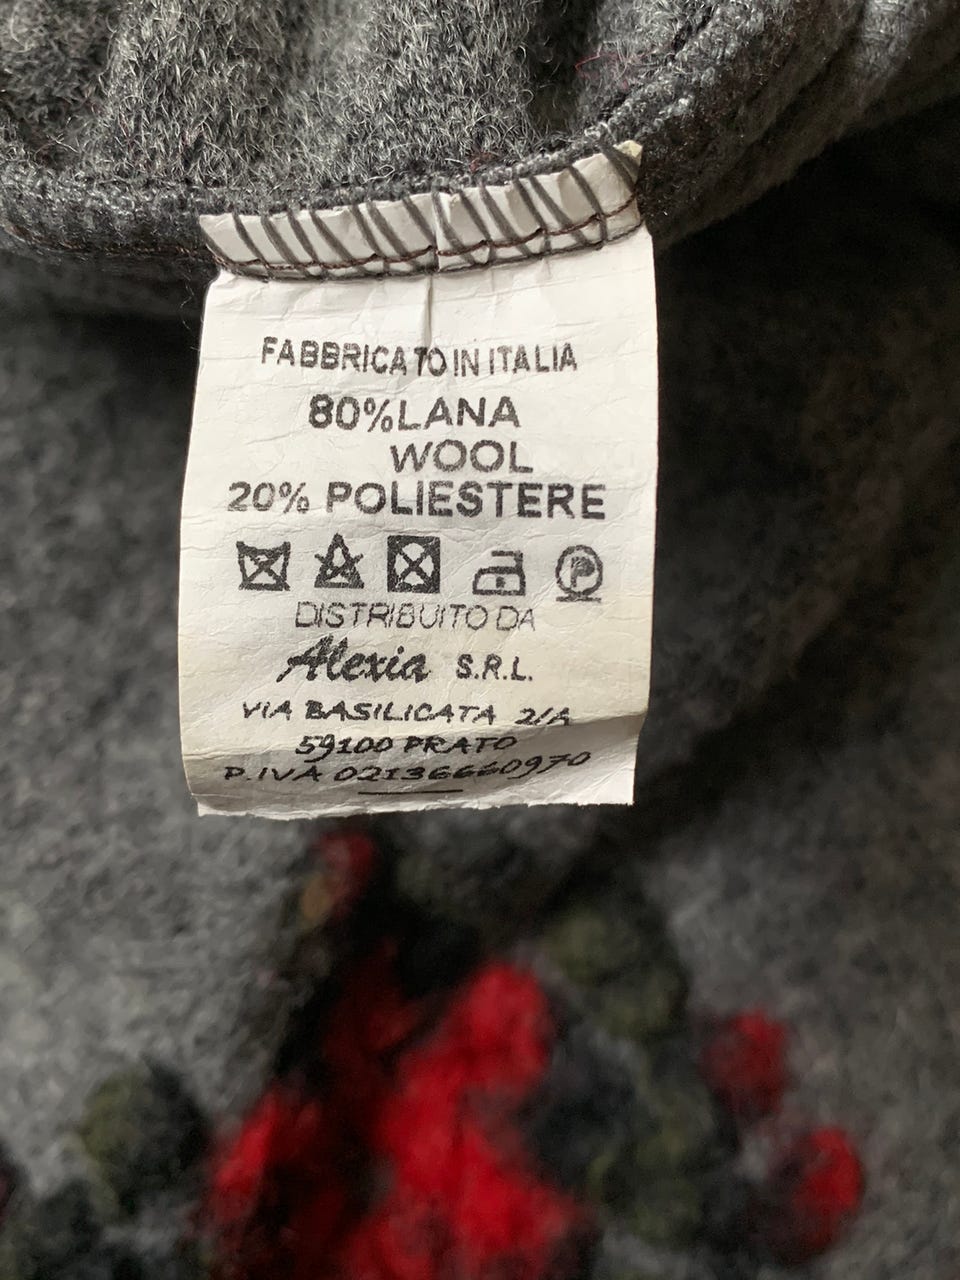 FABBRICATO IN ITALIA
80%LANA
WOOL
20% POLIESTERE
P
DISTRIBUITO DA
Alexia S.R.L.
VIA BASILICATA 2/A
59100 PRATO
P.IVA 02136660970